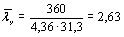 λ̅ᵥ = 360 / (4,36 · 31,3) = 2,63